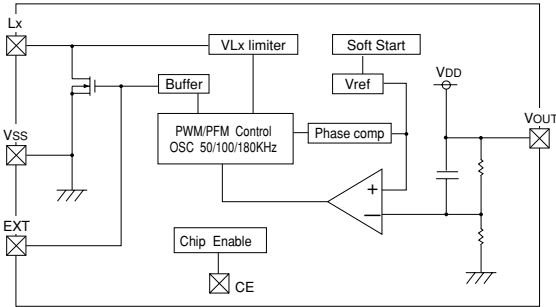 Lx
VLx limiter
Soft Start
Buffer
Vref
VDD
VSS
PWM/PFM Control
OSC 50/100/180KHz
Phase comp
VOUT
+
−
EXT
Chip Enable
CE